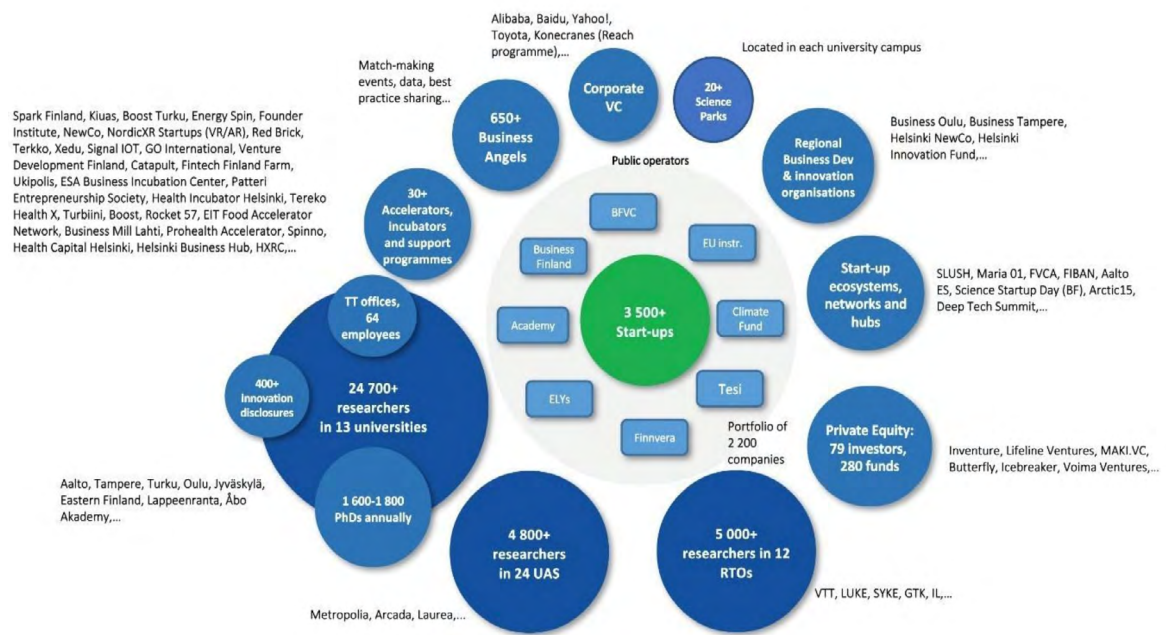 Alibaba, Baidu, Yahoo!,
Toyota, Konecranes (Reach
programme),...
Located in each university campus
Match-making
events, data, best
practice sharing...
Corporate
VC
20+
Science
Parks
650+
Business
Angels
Spark Finland, Kiuas, Boost Turku, Energy Spin, Founder
Institute, NewCo, NordicXR Startups (VR/AR), Red Brick,
Terkko, Xedu, Signal IOT, GO International, Venture
Development Finland, Catapult, Fintech Finland Farm,
Ukipolis, ESA Business Incubation Center, Patteri
Entrepreneurship Society, Health Incubator Helsinki, Tereko
Health X, Turbiini, Boost, Rocket 57, EIT Food Accelerator
Network, Business Mill Lahti, Prohealth Accelerator, Spinno,
Health Capital Helsinki, Helsinki Business Hub, HXRC,...
Business Oulu, Business Tampere,
Helsinki NewCo, Helsinki
Innovation Fund,...
Regional
Business Dev
& innovation
organisations
Public operators
30+
Accelerators,
incubators
and support
programmes
BFVC
Business
Finland
EU instr.
Academy
Climate
Fund
ELYs
Tesi
Finnvera
3 500+
Start-ups
Start-up
ecosystems,
networks and
hubs
SLUSH, Maria 01, FVCA, FIBAN, Aalto
ES, Science Startup Day (BF), Arctic15,
Deep Tech Summit,...
TT offices,
64
employees
400+
Innovation
disclosures
24 700+
researchers
in 13 universities
Portfolio of
2 200
companies
Private Equity:
79 investors,
280 funds
Inventure, Lifeline Ventures, MAKI.VC,
Butterfly, Icebreaker, Voima Ventures,...
Aalto, Tampere, Turku, Oulu, Jyväskylä,
Eastern Finland, Lappeenranta, Åbo
Akademy,...
1 600-1 800
PhDs annually
4 800+
researchers
in 24 UAS
5 000+
researchers in 12
RTOs
Metropolia, Arcada, Laurea,...
VTT, LUKE, SYKE, GTK, IL,...